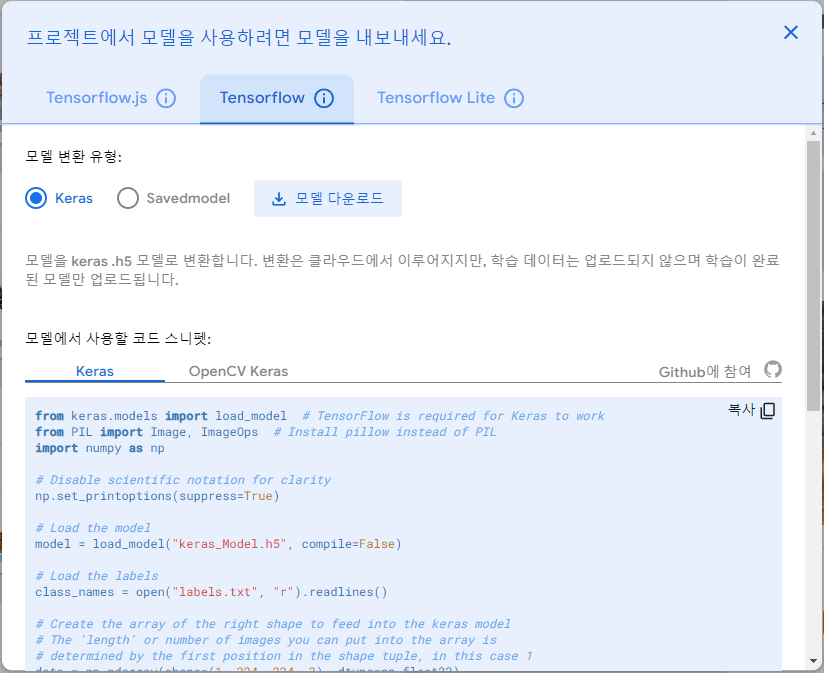 프로젝트에서 모델을 사용하려면 모델을 내보내세요.
Tensorflow.js Tensorflow Tensorflow Lite
모델 변환 유형:
Keras Savedmodel 모델 다운로드
모델을 keras .h5 모델로 변환합니다. 변환은 클라우드에서 이루어지지만, 학습 데이터는 업로드되지 않으며 학습이 완료
된 모델만 업로드됩니다.
모델에서 사용할 코드 스니펫:
Keras OpenCV Keras Github에 참여
복사
from keras.models import load_model  # TensorFlow is required for Keras to work
from PIL import Image, ImageOps  # Install pillow instead of PIL
import numpy as np
# Disable scientific notation for clarity
np.set_printoptions(suppress=True)
# Load the model
model = load_model("keras_Model.h5", compile=False)
# Load the labels
class_names = open("labels.txt", "r").readlines()
# Create the array of the right shape to feed into the keras model
# The 'length' or number of images you can put into the array is
# determined by the first position in the shape tuple, in this case 1